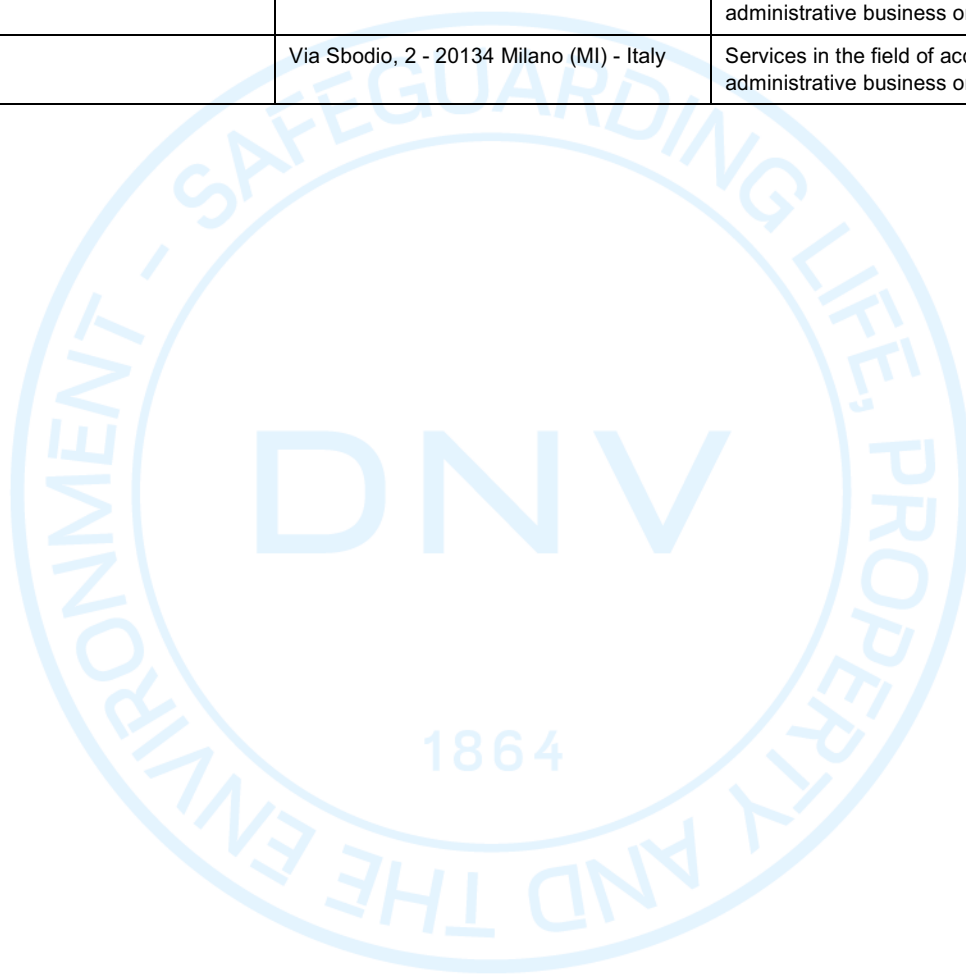 administrative business
Via Sbodio, 2 - 20134 Milano (MI) - Italy
Services in the field of
administrative business
SAFEGUARDING LIFE, PROPERTY AND THE ENVIRONMENT -
DNV
1864